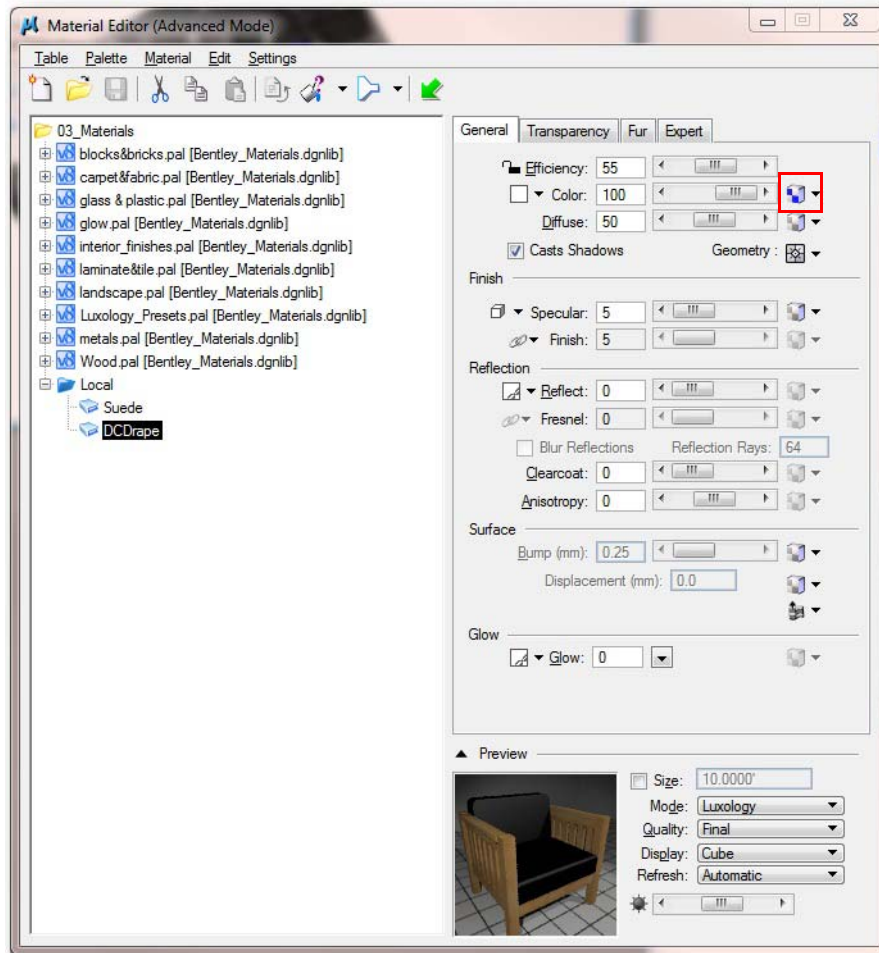 Material Editor (Advanced Mode)
Table Palette Material Edit Settings
03_Materials
blocks&bricks.pal [Bentley_Materials.dgnlib]
carpet&fabric.pal [Bentley_Materials.dgnlib]
glass & plastic.pal [Bentley_Materials.dgnlib]
glow.pal [Bentley_Materials.dgnlib]
interior_finishes.pal [Bentley_Materials.dgnlib]
laminate&tile.pal [Bentley_Materials.dgnlib]
landscape.pal [Bentley_Materials.dgnlib]
Luxology_Presets.pal [Bentley_Materials.dgnlib]
metals.pal [Bentley_Materials.dgnlib]
Wood.pal [Bentley_Materials.dgnlib]
Local
Suede
DCDrape
General Transparency Fur Expert
Efficiency: 55
Color: 100
Diffuse: 50
Casts Shadows Geometry :
Finish
Specular: 5
Finish: 5
Reflection
Reflect: 0
Fresnel: 0
Blur Reflections Reflection Rays: 64
Clearcoat: 0
Anisotropy: 0
Surface
Bump (mm): 0.25
Displacement (mm): 0.0
Glow
Glow: 0
Preview
Size: 10.0000'
Mode: Luxology
Quality: Final
Display: Cube
Refresh: Automatic